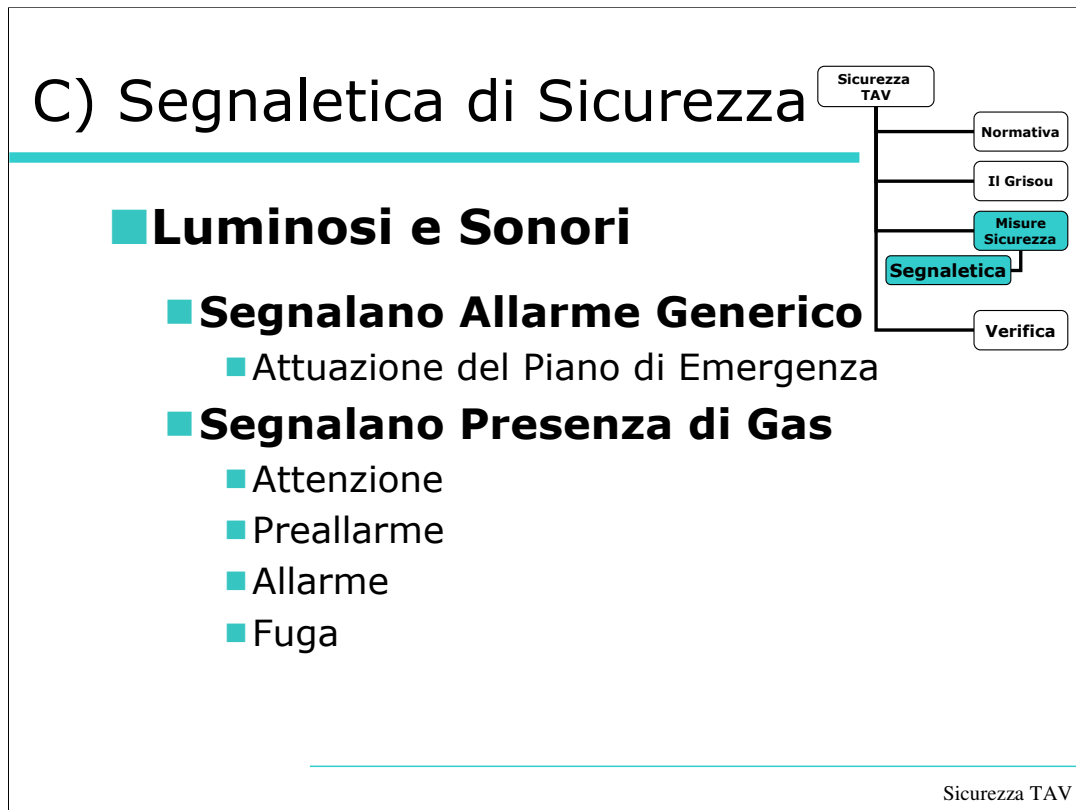 C) Segnaletica di Sicurezza
Sicurezza
TAV
Normativa
Il Grisou
Misure
Sicurezza
Segnaletica
Verifica
Luminosi e Sonori
Segnalano Allarme Generico
Attuazione del Piano di Emergenza
Segnalano Presenza di Gas
Attenzione
Preallarme
Allarme
Fuga
Sicurezza TAV